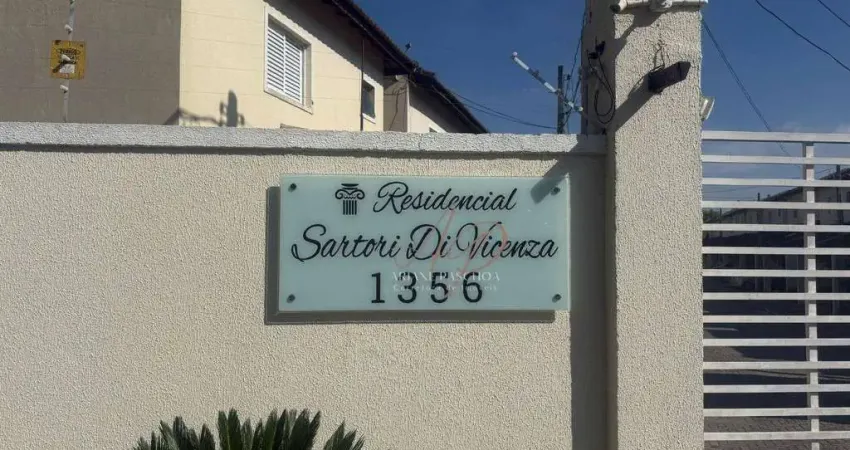 Residencial
Sartori Di Vicenza
1356